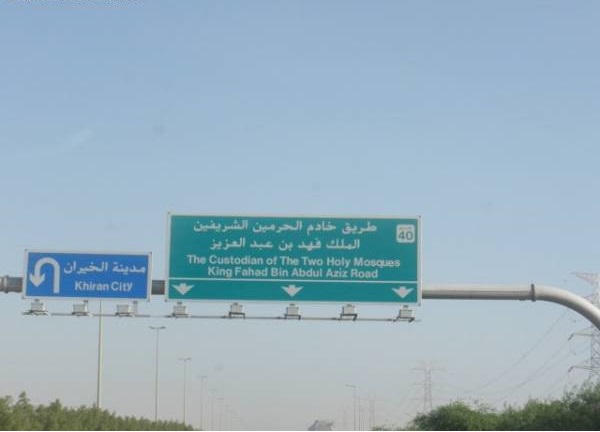 مدينة الخيران
Khiran City
طريق خادم الحرمين الشريفين
الملك فهد بن عبد العزيز
The Custodian of The Two Holy Mosques
King Fahad Bin Abdul Aziz Road
40